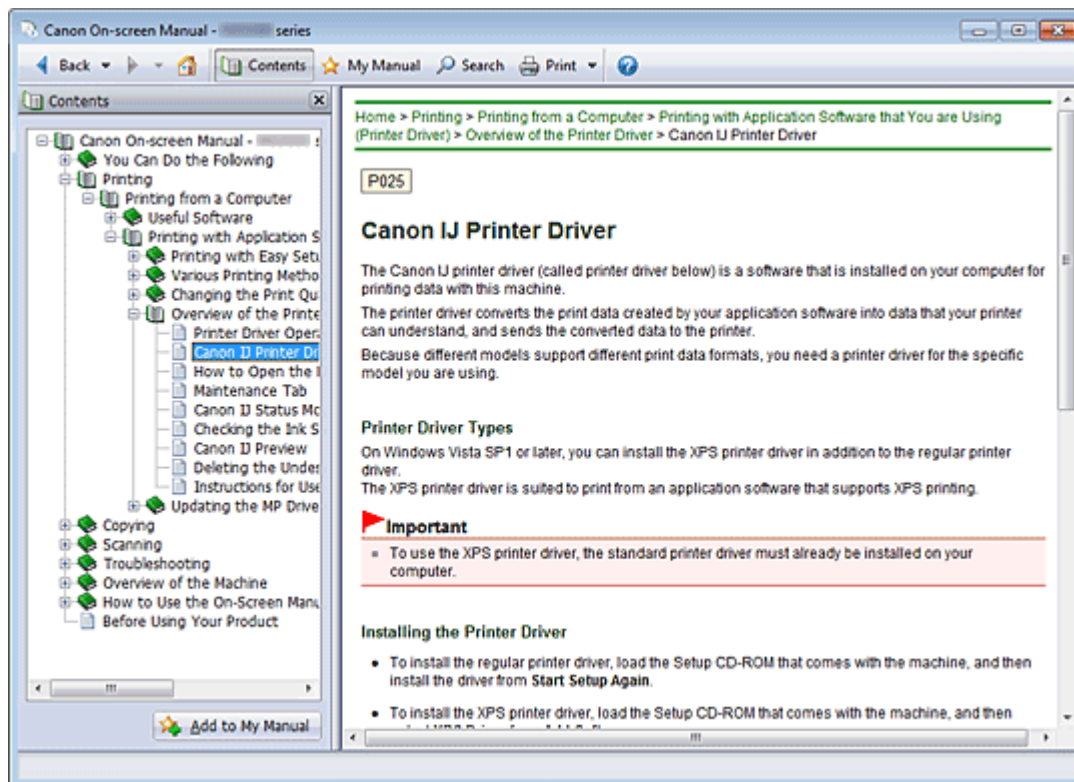 Canon On-screen Manual - series
Back
Contents
My Manual
Search
Print
Contents
Canon On-screen Manual -
You Can Do the Following
Printing
Printing from a Computer
Useful Software
Printing with Application S
Printing with Easy Setu
Various Printing Metho
Changing the Print Qu
Overview of the Printe
Printer Driver Oper
Canon IJ Printer Dr
How to Open the
Maintenance Tab
Canon IJ Status Mo
Checking the Ink S
Canon IJ Preview
Deleting the Undes
Instructions for Use
Updating the MP Drive
Copying
Scanning
Troubleshooting
Overview of the Machine
How to Use the On-Screen Manu
Before Using Your Product
Add to My Manual
Home > Printing > Printing from a Computer > Printing with Application Software that You are Using
(Printer Driver) > Overview of the Printer Driver > Canon IJ Printer Driver
P025
Canon IJ Printer Driver
The Canon IJ printer driver (called printer driver below) is a software that is installed on your computer for
printing data with this machine.
The printer driver converts the print data created by your application software into data that your printer
can understand, and sends the converted data to the printer.
Because different models support different print data formats, you need a printer driver for the specific
model you are using.
Printer Driver Types
On Windows Vista SP1 or later, you can install the XPS printer driver in addition to the regular printer
driver.
The XPS printer driver is suited to print from an application software that supports XPS printing.
Important
To use the XPS printer driver, the standard printer driver must already be installed on your
computer.
Installing the Printer Driver
To install the regular printer driver, load the Setup CD-ROM that comes with the machine, and then
install the driver from Start Setup Again.
To install the XPS printer driver, load the Setup CD-ROM that comes with the machine, and then